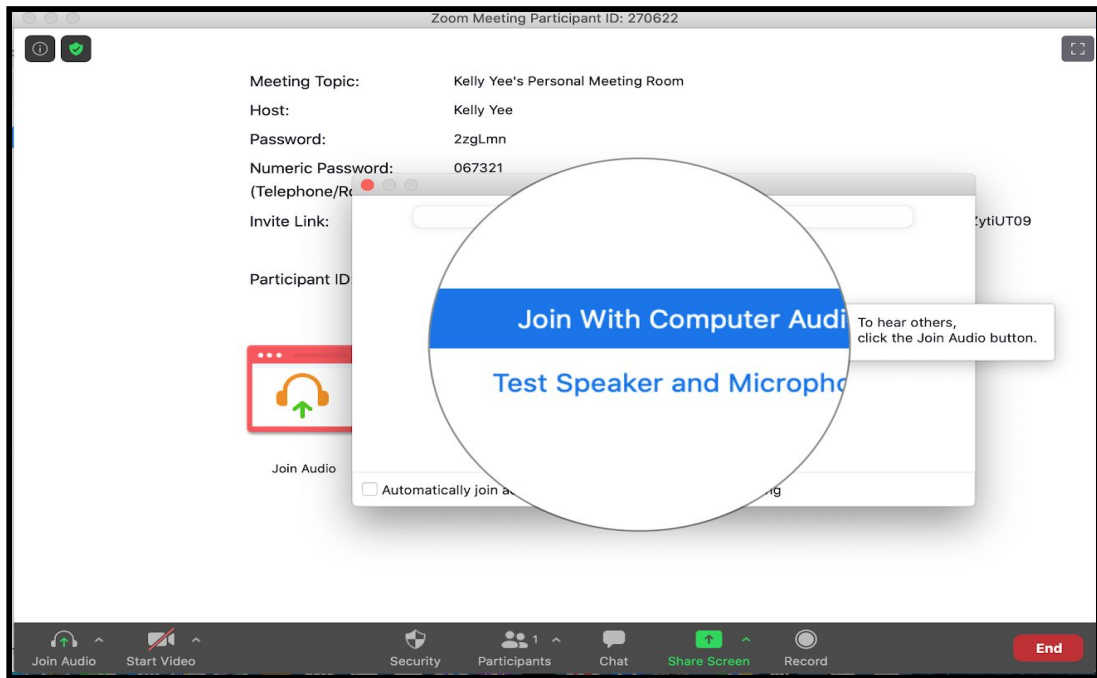 Zoom Meeting Participant ID: 270622
Meeting Topic: Kelly Yee's Personal Meeting Room
Host: Kelly Yee
Password: 2zgLmn
Numeric Password: 067321
(Telephone/Ro
Invite Link: ytiUT09
Participant ID
Join With Computer Audi
To hear others,
click the Join Audio button.
Test Speaker and Micropho
Join Audio
Automatically join
Join Audio
Start Video
Security
1
Participants
Chat
Share Screen
Record
End